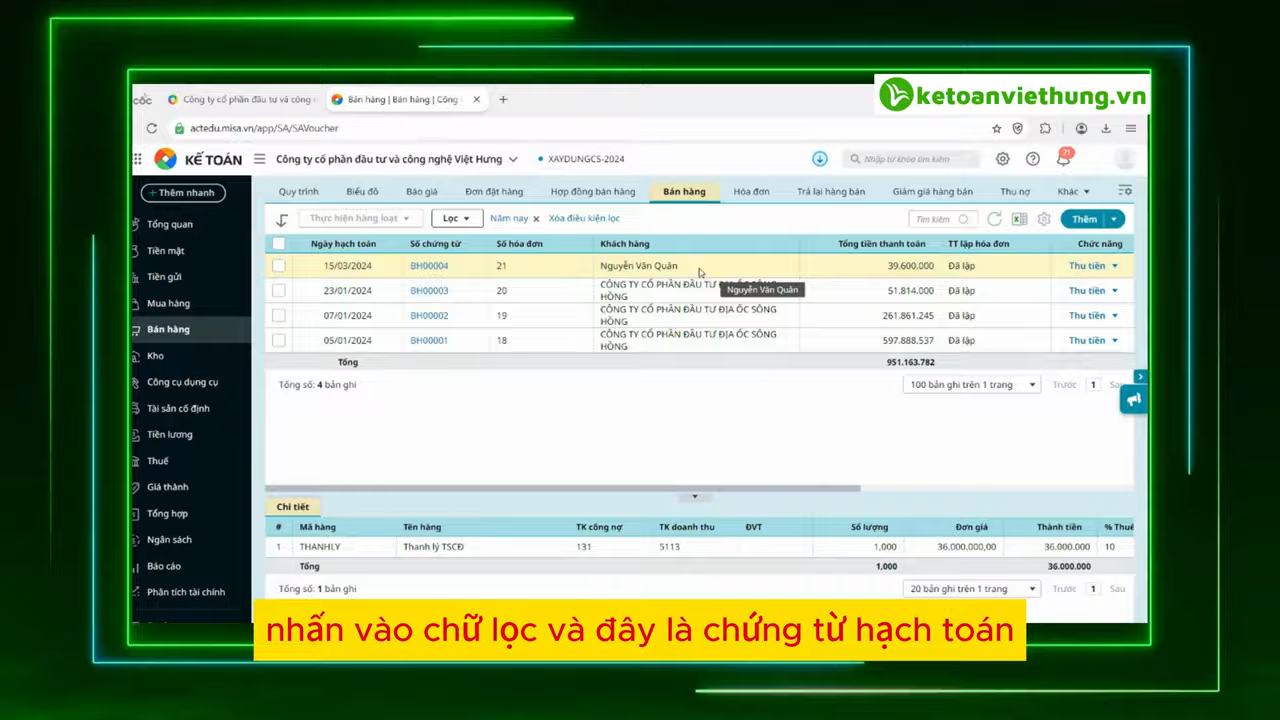 ketoanviethung.vn
cốc Công ty cổ phần đầu tư và công Bán hàng | Bán hàng | Công
actedu.misa.vn/app/SA/SAVoucher
KẾ TOÁN Công ty cổ phần đầu tư và công nghệ Việt Hưng XAYDUNGCS-2024 Nhập từ khóa tìm kiếm 71
Thêm nhanh Quy trình Biểu đồ Báo giá Đơn đặt hàng Hợp đồng bán hàng Bán hàng Hóa đơn Trả lại hàng bán Giảm giá hàng bán Thu nợ Khác
Tổng quan
Tiền mặt
Tiền gửi
Mua hàng
Bán hàng
Kho
Công cụ dụng cụ
Tài sản cố định
Tiền lương
Thuế
Giá thành
Tổng hợp
Ngân sách
Báo cáo
Phân tích tài chính
Thực hiện hàng loạt Lọc Năm nay Xóa điều kiện lọc Tìm kiếm Thêm
Ngày hạch toán Số chứng từ Số hóa đơn Khách hàng Tổng tiền thanh toán TT lập hóa đơn Chức năng
15/03/2024 BH00004 21 Nguyễn Văn Quân 39.600.000 Đã lập Thu tiền
23/01/2024 BH00003 20 CÔNG TY CỔ PHẦN ĐẦU TƯ ĐỊA ỐC SÔNG HỒNG 51.814.000 Đã lập Thu tiền
Nguyễn Văn Quân
07/01/2024 BH00002 19 CÔNG TY CỔ PHẦN ĐẦU TƯ ĐỊA ỐC SÔNG HỒNG 261.861.245 Đã lập Thu tiền
05/01/2024 BH00001 18 CÔNG TY CỔ PHẦN ĐẦU TƯ ĐỊA ỐC SÔNG HỒNG 597.888.537 Đã lập Thu tiền
Tổng 951.163.782
Tổng số: 4 bản ghi 100 bản ghi trên 1 trang Trước 1 Sau
Chi tiết
# Mã hàng Tên hàng TK công nợ TK doanh thu ĐVT Số lượng Đơn giá Thành tiền % Thuế
1 THANHLY Thanh lý TSCĐ 131 5113 1,000 36.000.000,00 36.000.000 10
Tổng 1,000 36.000.000
Tổng số: 1 bản ghi 20 bản ghi trên 1 trang Trước 1 Sau
nhấn vào chữ lọc và đây là chứng từ hạch toán